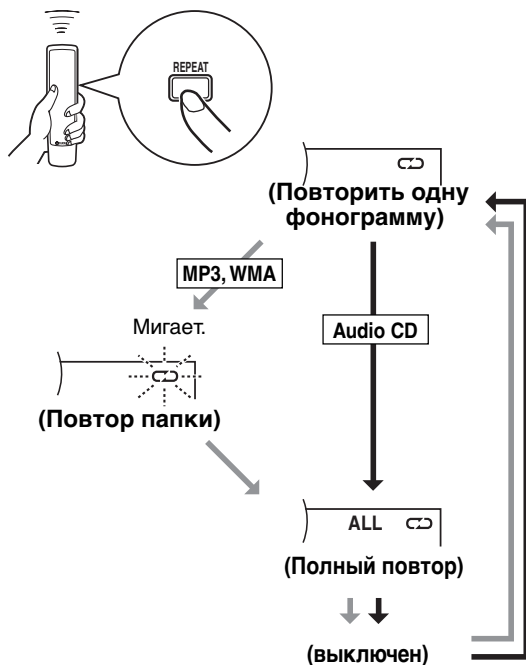 REPEAT
(Повторить одну
фонограмму)
MP3, WMA
Audio CD
Мигает.
(Повтор папки)
ALL
(Полный повтор)
(выключен)